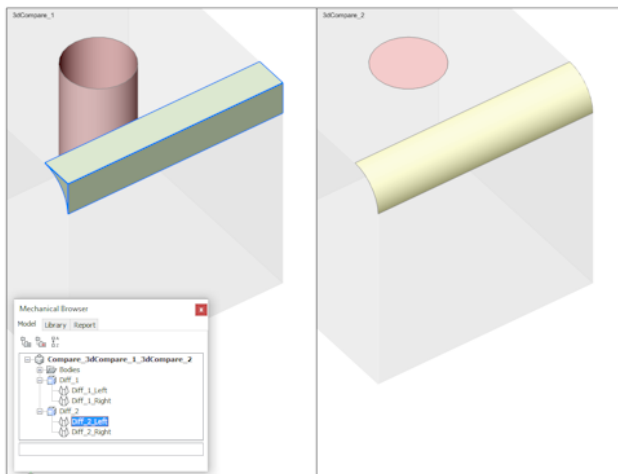 3dCompare_1
3dCompare_2
Mechanical Browser
Model Library Report
Compare_3dCompare_1_3dCompare_2
Bodies
Diff_1
Diff_1_Left
Diff_1_Right
Diff_2
Diff_2_Left
Diff_2_Right